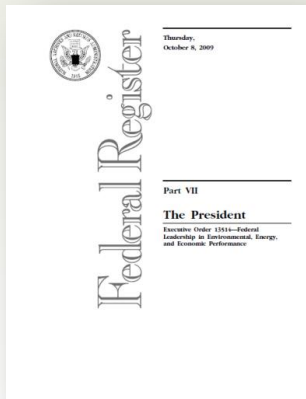 Federal Register
Thursday,
October 8, 2009
Part VII
The President
Executive Order 13514—Federal
Leadership in Environmental, Energy,
and Economic Performance